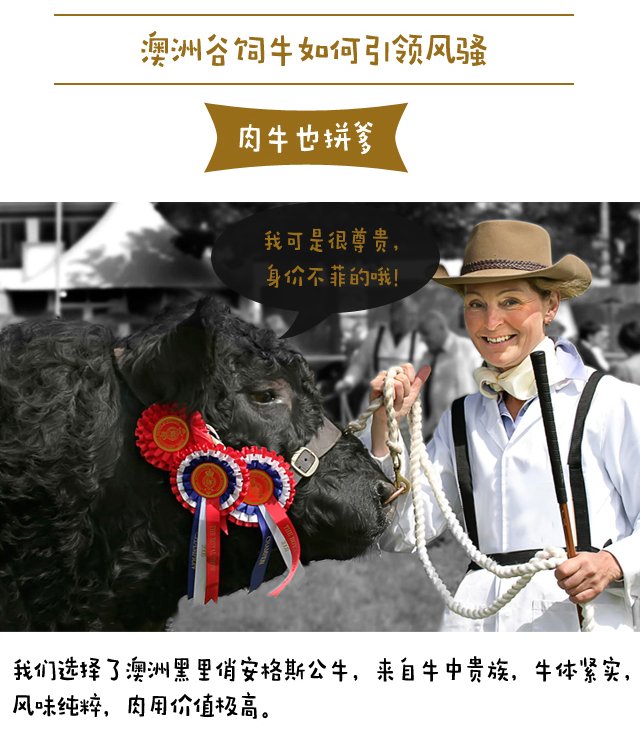 澳洲谷饲牛如何引领风骚
肉牛也拼爹
我可是很尊贵，
身价不菲的哦！
我们选择了澳洲黑里俏安格斯公牛，来自牛中贵族，牛体紧实，
风味纯粹，肉用价值极高。